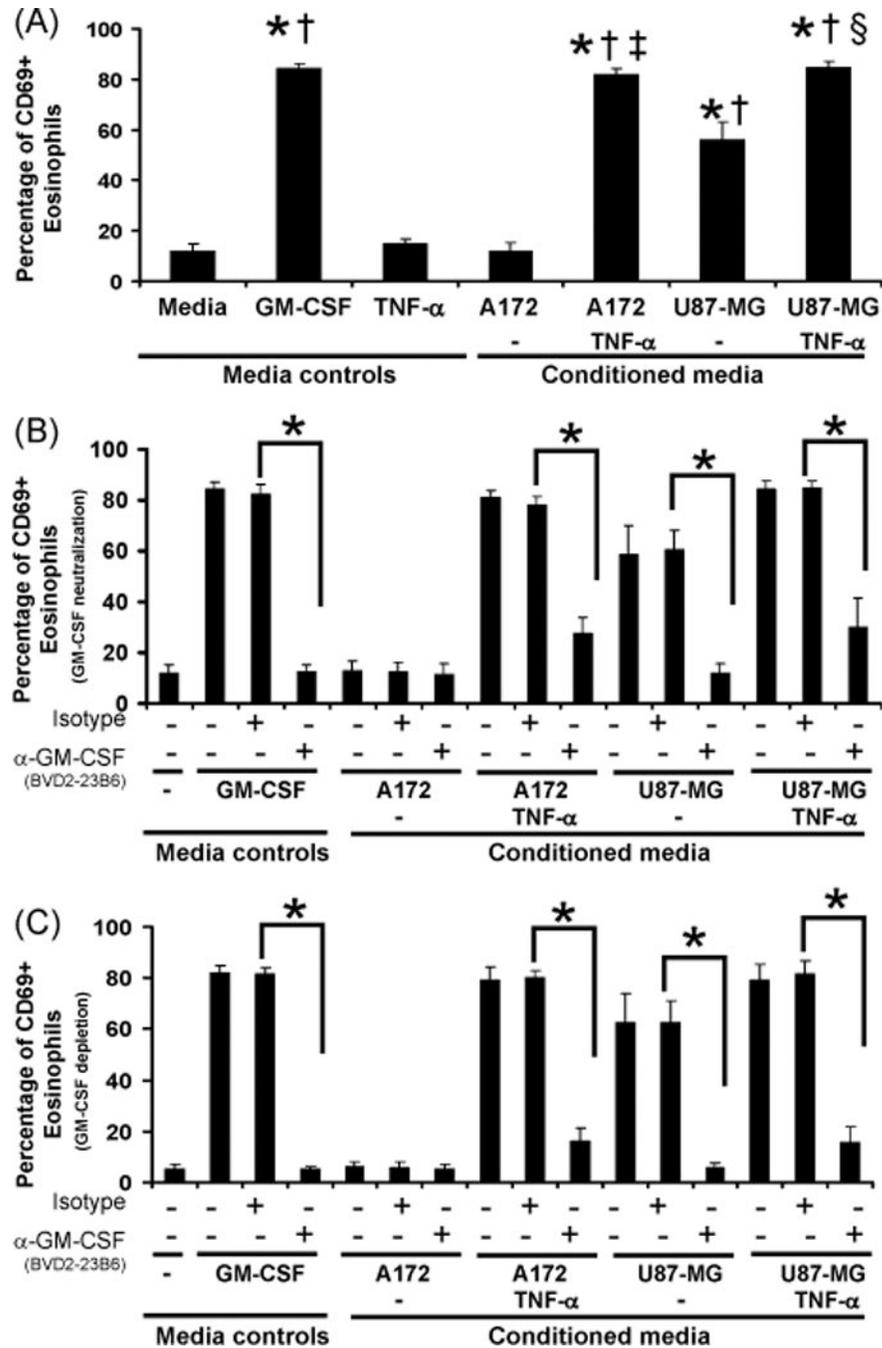 (A)
Percentage of CD69+
Eosinophils
100
80
60
40
20
0
*†
*†‡
*†
*†§
Media GM-CSF TNF-α A172 A172 U87-MG U87-MG
- TNF-α - TNF-α
Media controls Conditioned media
(B)
Percentage of CD69+
Eosinophils
(GM-CSF neutralization)
100
80
60
40
20
0
* * * *
Isotype - - + - - + - - + - - + - - + -
α-GM-CSF - - - + - - + - - + - - + - - +
(BVD2-23B6)
- GM-CSF A172 A172 U87-MG U87-MG
- TNF-α - TNF-α
Media controls Conditioned media
(C)
Percentage of CD69+
Eosinophils
(GM-CSF depletion)
100
80
60
40
20
0
* * * *
Isotype - - + - - + - - + - - + - - + -
α-GM-CSF - - - + - - + - - + - - + - - +
(BVD2-23B6)
- GM-CSF A172 A172 U87-MG U87-MG
- TNF-α - TNF-α
Media controls Conditioned media